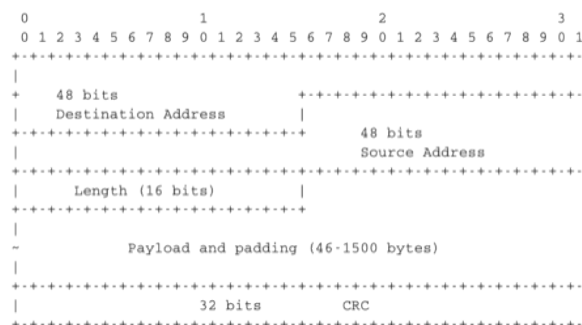 0 1 2 3
0 1 2 3 4 5 6 7 8 9 0 1 2 3 4 5 6 7 8 9 0 1 2 3 4 5 6 7 8 9 0 1
+-+-+-+-+-+-+-+-+-+-+-+-+-+-+-+-+-+-+-+-+-+-+-+-+-+-+-+-+-+-+-+-
|
+ 48 bits +-+-+-+-+-+-+-+-+-+-+-+-+-+-+-+-
| Destination Address |
+-+-+-+-+-+-+-+-+-+-+-+-+-+-+-+-+ 48 bits
| Source Address
+-+-+-+-+-+-+-+-+-+-+-+-+-+-+-+-+-+-+-+-+-+-+-+-+-+-+-+-+-+-+-+-
| Length (16 bits) |
+-+-+-+-+-+-+-+-+-+-+-+-+-+-+-+-+
|
~ Payload and padding (46-1500 bytes)
|
+-+-+-+-+-+-+-+-+-+-+-+-+-+-+-+-+-+-+-+-+-+-+-+-+-+-+-+-+-+-+-+-
| 32 bits CRC
+-+-+-+-+-+-+-+-+-+-+-+-+-+-+-+-+-+-+-+-+-+-+-+-+-+-+-+-+-+-+-+-